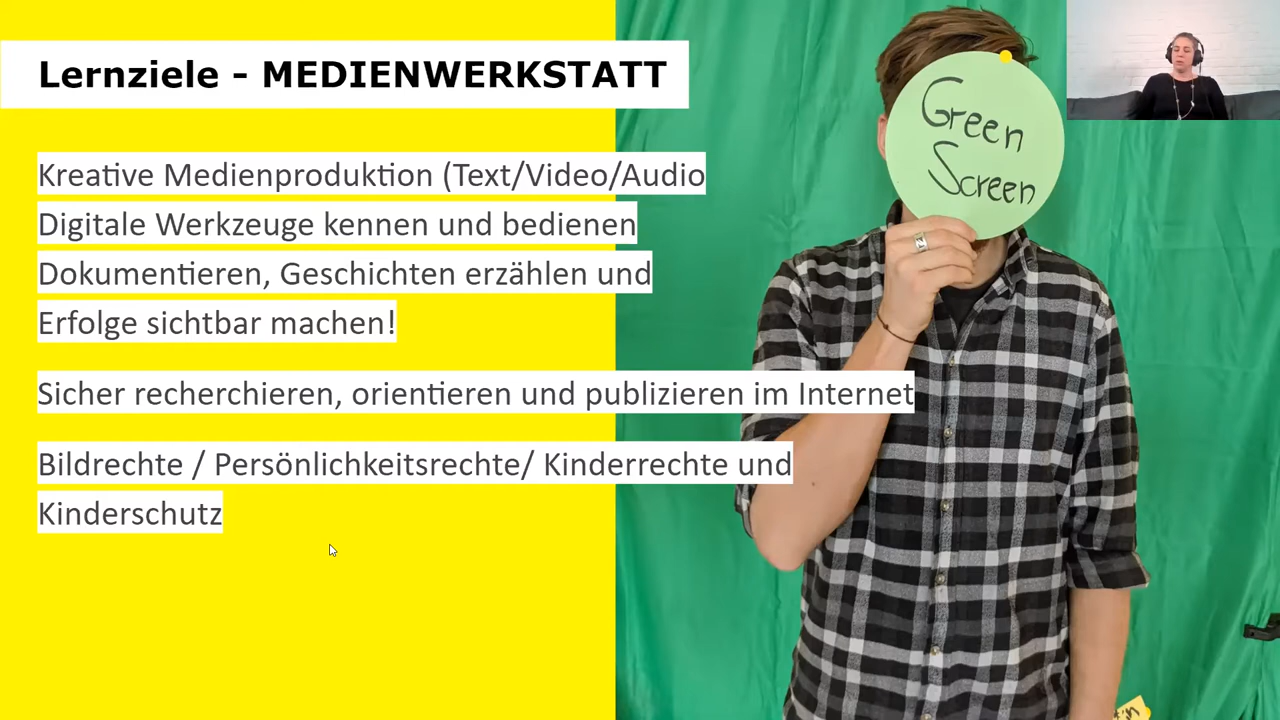 Lernziele - MEDIENWERKSTATT
Kreative Medienproduktion (Text/Video/Audio
Digitale Werkzeuge kennen und bedienen
Dokumentieren, Geschichten erzählen und
Erfolge sichtbar machen!
Sicher recherchieren, orientieren und publizieren im Internet
Bildrechte / Persönlichkeitsrechte/ Kinderrechte und
Kinderschutz
Green
Screen